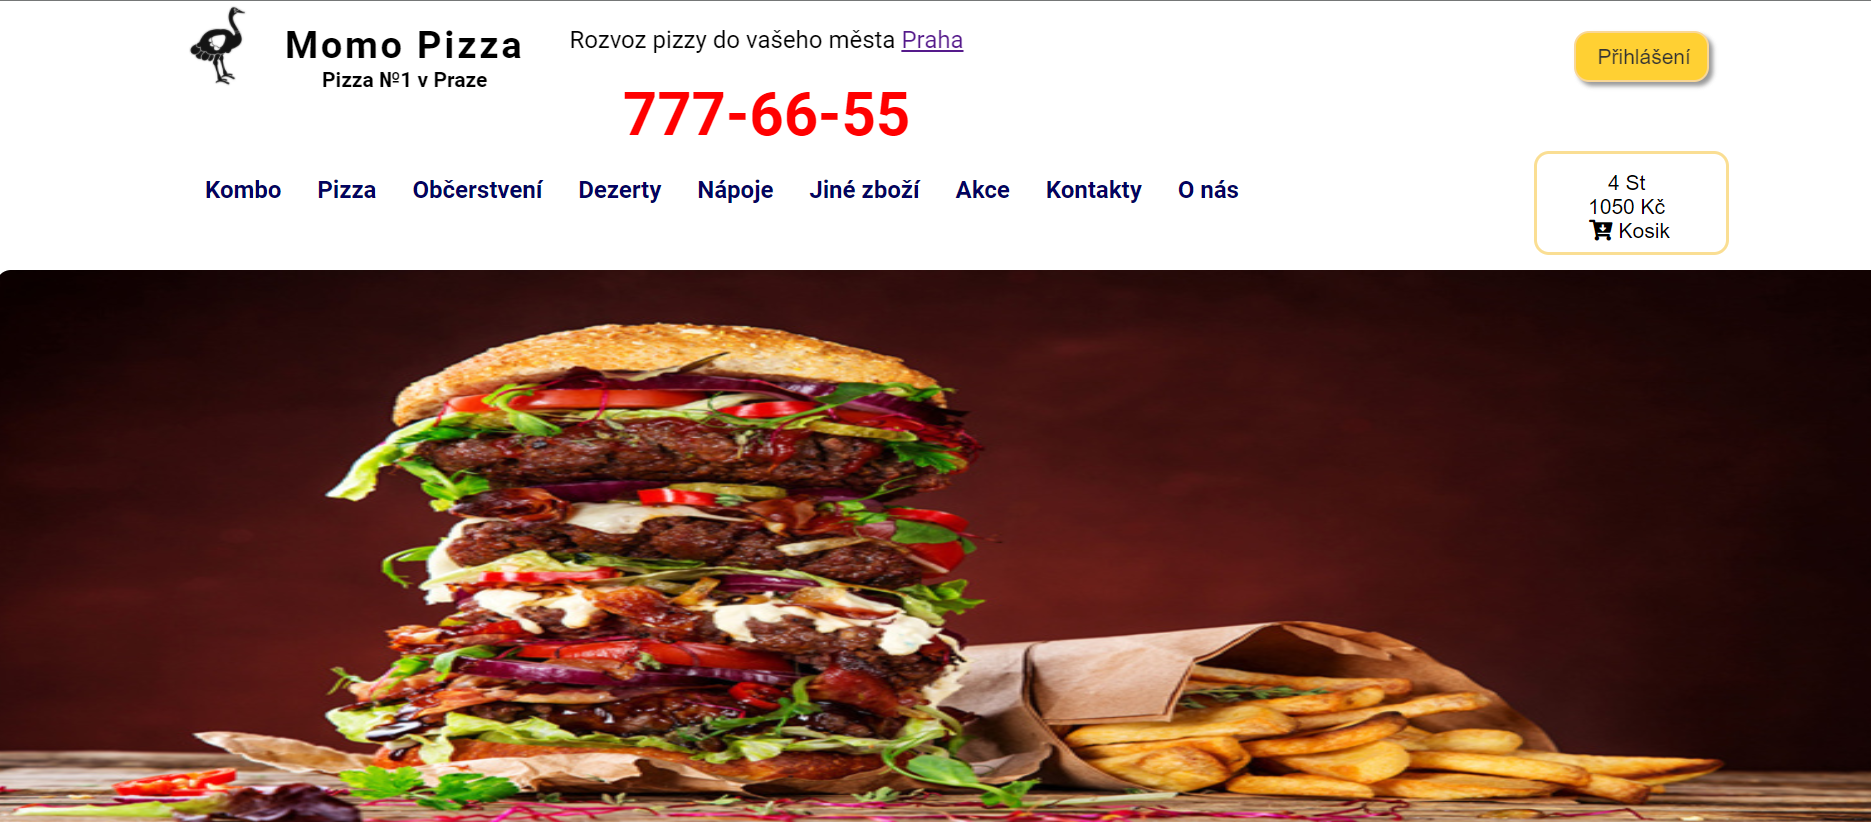 Momo Pizza
Pizza №1 v Praze
Rozvoz pizzy do vašeho města Praha
777-66-55
Přihlášení
Kombo Pizza Občerstvení Dezerty Nápoje Jiné zboží Akce Kontakty O nás
4 St
1050 Kč
Kosik